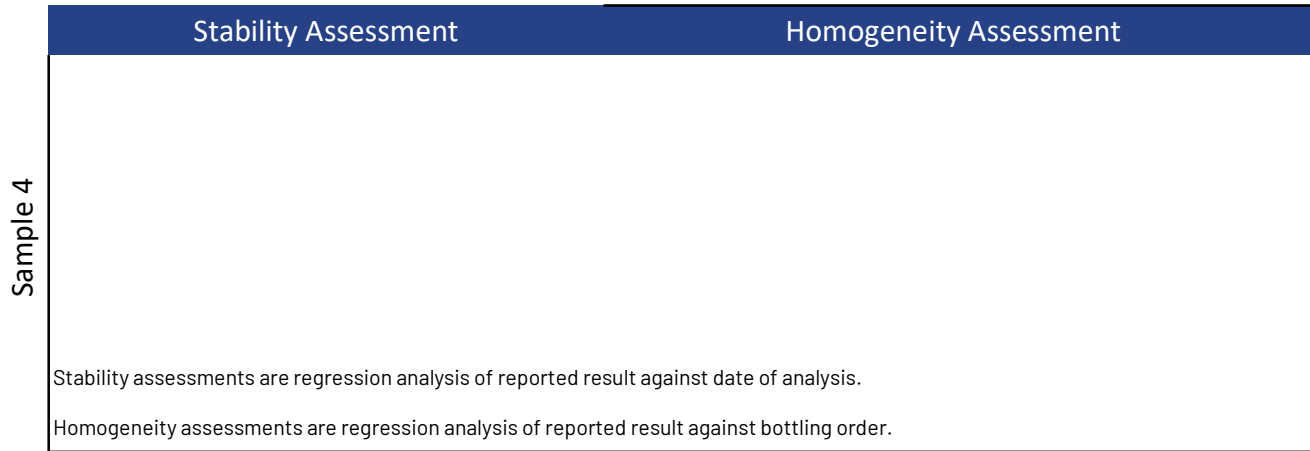 Stability Assessment
Homogeneity Assessment
Sample 4
Stability assessments are regression analysis of reported result against date of analysis.
Homogeneity assessments are regression analysis of reported result against bottling order.